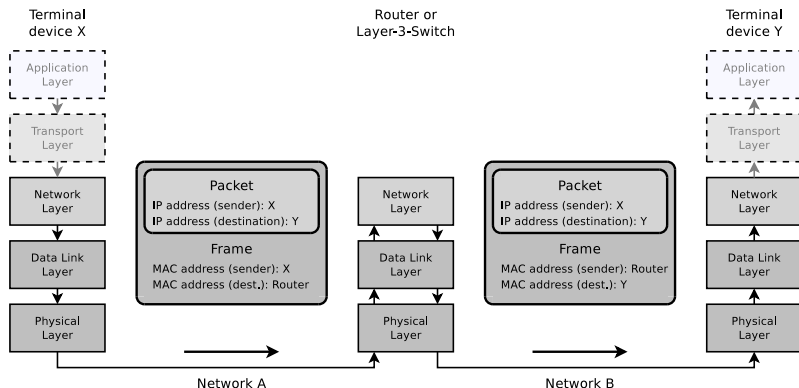 Terminal
device X
Router or
Layer-3-Switch
Terminal
device Y
Application
Layer
Transport
Layer
Network
Layer
Data Link
Layer
Physical
Layer
Packet
IP address (sender): X
IP address (destination): Y
Frame
MAC address (sender): X
MAC address (dest.): Router
Network
Layer
Data Link
Layer
Physical
Layer
Packet
IP address (sender): X
IP address (destination): Y
Frame
MAC address (sender): Router
MAC address (dest.): Y
Application
Layer
Transport
Layer
Network
Layer
Data Link
Layer
Physical
Layer
Network A
Network B